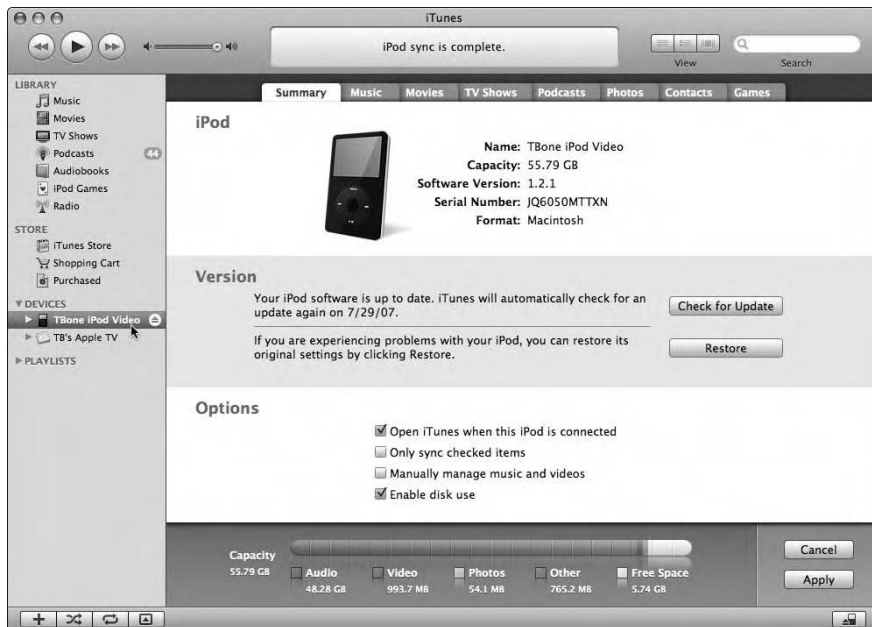 iTunes
iPod sync is complete.
View
Search
LIBRARY
Music
Movies
TV Shows
Podcasts 44
Audiobooks
iPod Games
Radio
STORE
iTunes Store
Shopping Cart
Purchased
DEVICES
TBone iPod Video
TB's Apple TV
PLAYLISTS
Summary Music Movies TV Shows Podcasts Photos Contacts Games
iPod
Name: TBone iPod Video
Capacity: 55.79 GB
Software Version: 1.2.1
Serial Number: JQ6050MTTXN
Format: Macintosh
Version
Your iPod software is up to date. iTunes will automatically check for an
update again on 7/29/07.
Check for Update
If you are experiencing problems with your iPod, you can restore its
original settings by clicking Restore.
Restore
Options
Open iTunes when this iPod is connected
Only sync checked items
Manually manage music and videos
Enable disk use
Capacity
55.79 GB
Audio
48.28 GB
Video
993.7 MB
Photos
54.1 MB
Other
765.2 MB
Free Space
5.74 GB
Cancel
Apply